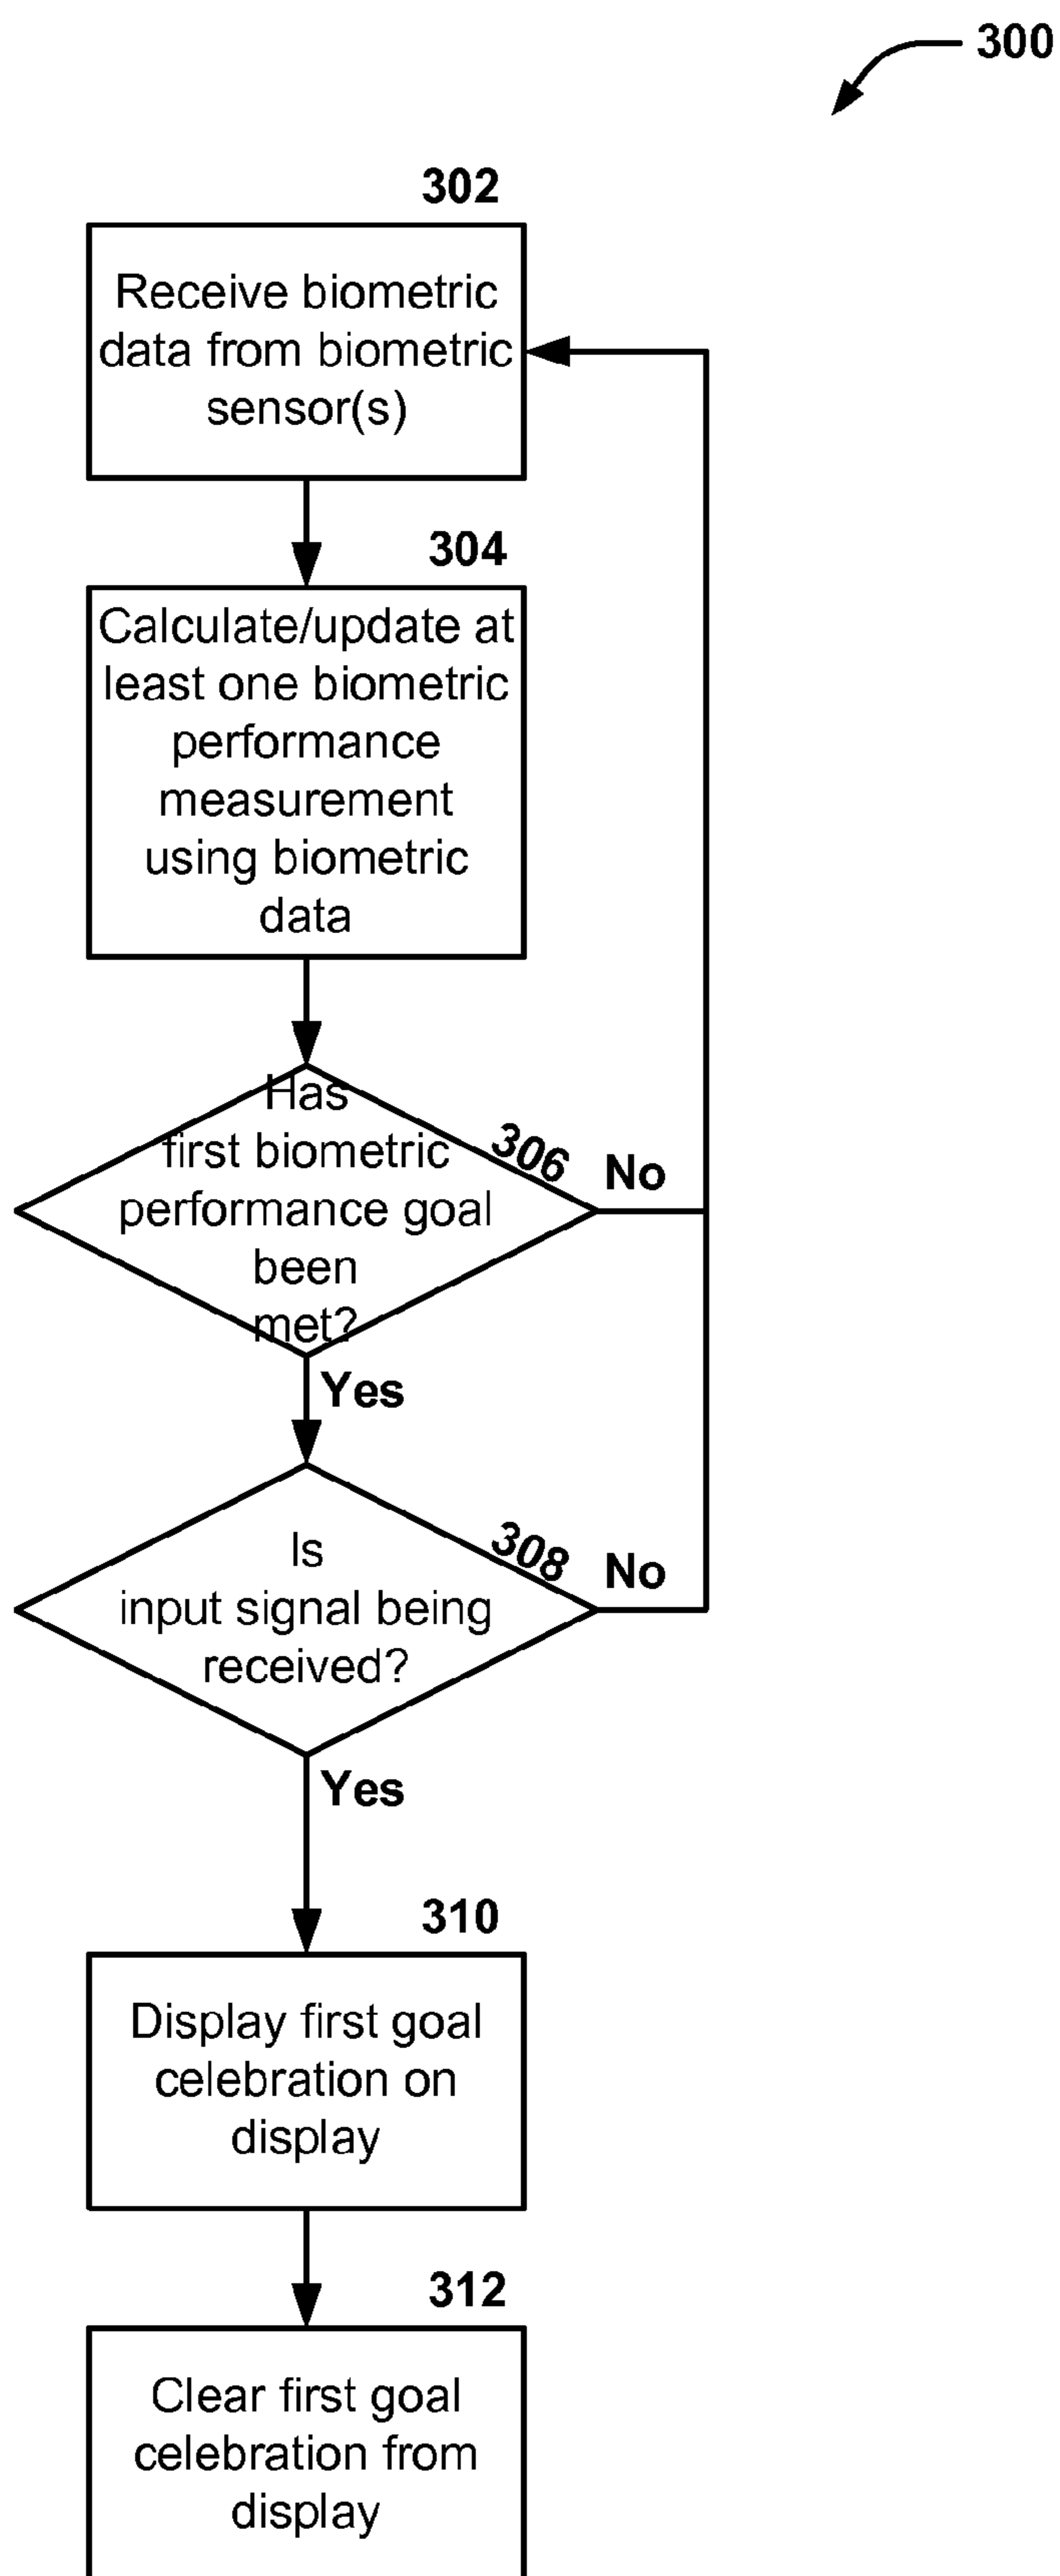 300
302
Receive biometric
data from biometric
sensor(s)
304
Calculate/update at
least one biometric
performance
measurement
using biometric
data
Has
first biometric
performance goal
been
met?
306
No
Yes
Is
input signal being
received?
308
No
Yes
310
Display first goal
celebration on
display
312
Clear first goal
celebration from
display